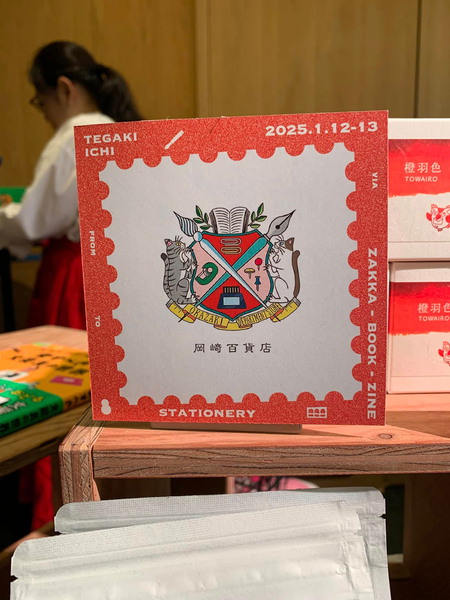 TEGAKI
ICHI
2025.1.12-13
VIA
FROM
TO
ZAKKA - BOOK - ZINE
OKAZAKI
岡崎百貨店
STATIONERY
橙羽色
TOWAIRO
橙羽色
TOWAIRO